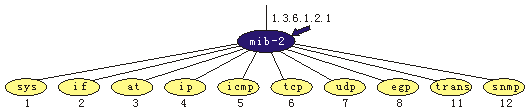 1.3.6.1.2.1
mib-2
sys if at ip icmp tcp udp egp trans snmp
1 2 3 4 5 6 7 8 11 12